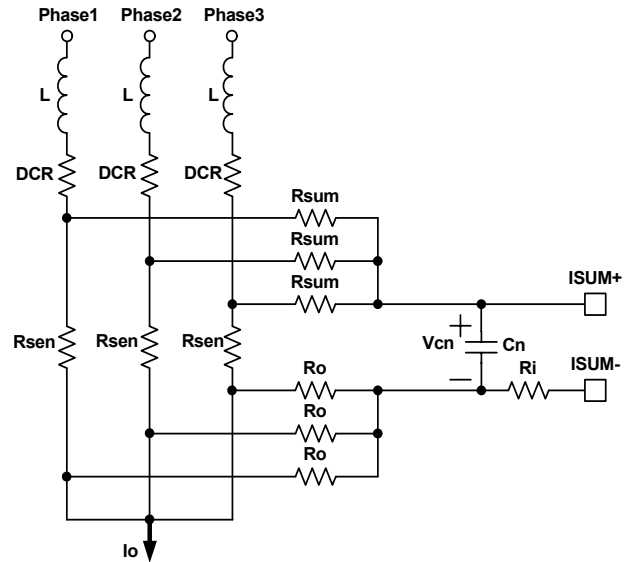 Phase1 Phase2 Phase3
L L L
DCR DCR DCR
Rsum
Rsum
Rsum
ISUM+
Rsen Rsen Rsen
Vcn + Cn
−
Ro
Ri
ISUM-
Ro
Ro
Io